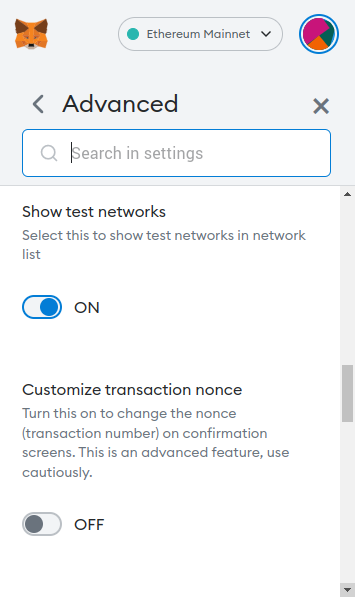 Ethereum Mainnet
Advanced
Search in settings
Show test networks
Select this to show test networks in network
list
ON
Customize transaction nonce
Turn this on to change the nonce
(transaction number) on confirmation
screens. This is an advanced feature, use
cautiously.
OFF